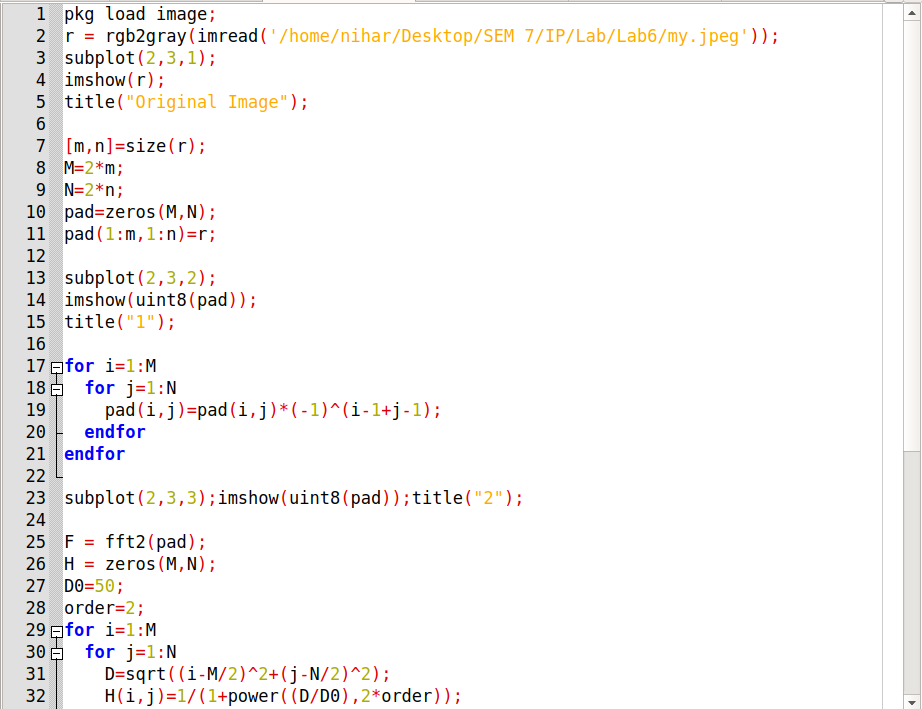 1 pkg load image;
2 r = rgb2gray(imread('/home/nihar/Desktop/SEM 7/IP/Lab/Lab6/my.jpeg'));
3 subplot(2,3,1);
4 imshow(r);
5 title("Original Image");
6
7 [m,n]=size(r);
8 M=2*m;
9 N=2*n;
10 pad=zeros(M,N);
11 pad(1:m,1:n)=r;
12
13 subplot(2,3,2);
14 imshow(uint8(pad));
15 title("1");
16
17 for i=1:M
18   for j=1:N
19     pad(i,j)=pad(i,j)*(-1)^(i-1+j-1);
20   endfor
21 endfor
22
23 subplot(2,3,3);imshow(uint8(pad));title("2");
24
25 F = fft2(pad);
26 H = zeros(M,N);
27 D0=50;
28 order=2;
29 for i=1:M
30   for j=1:N
31     D=sqrt((i-M/2)^2+(j-N/2)^2);
32     H(i,j)=1/(1+power((D/D0),2*order));